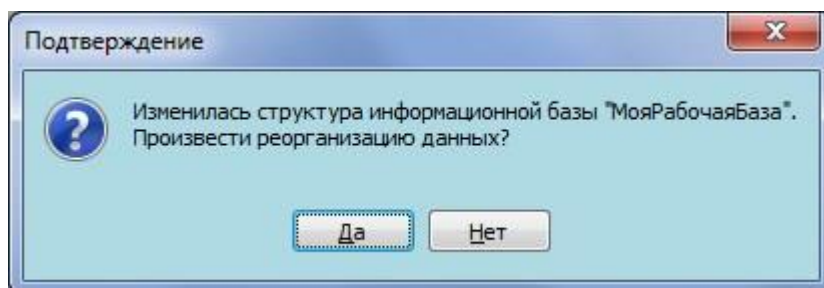 Подтверждение
Изменилась структура информационной базы "МояРабочаяБаза".
Произвести реорганизацию данных?
Да
Нет